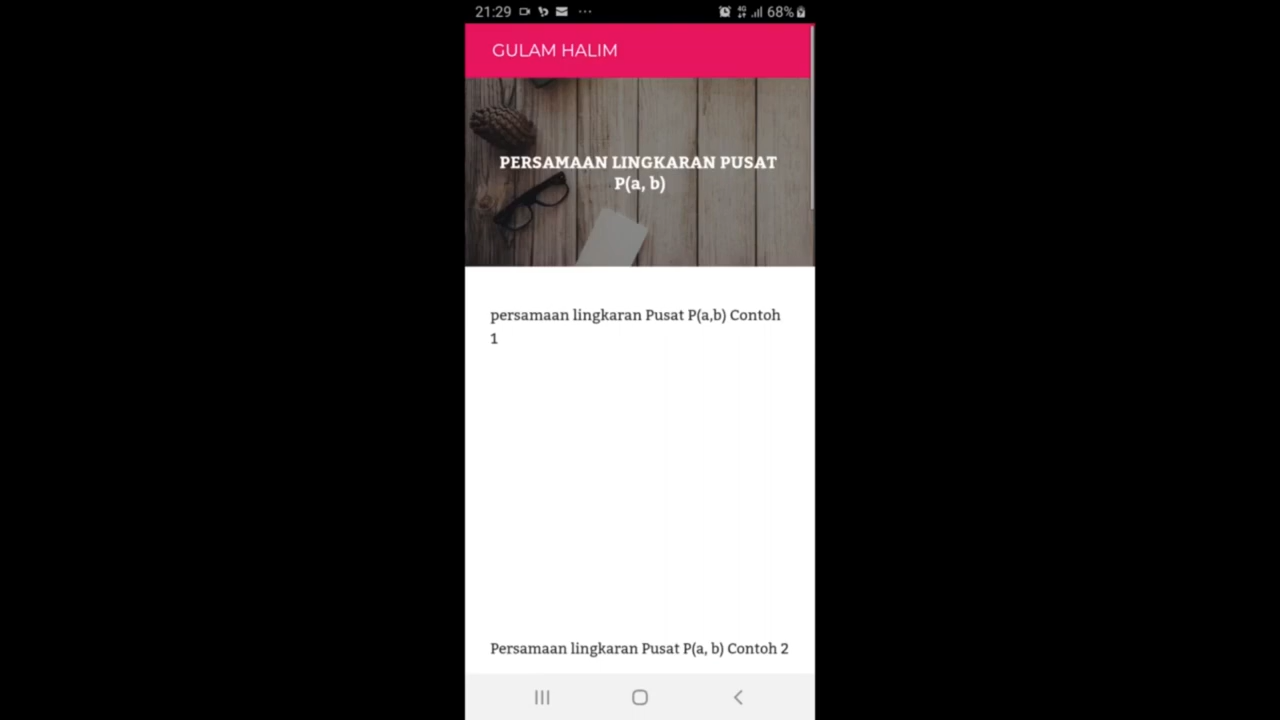 21:29
68%
GULAM HALIM
PERSAMAAN LINGKARAN PUSAT
P(a, b)
persamaan lingkaran Pusat P(a,b) Contoh
1
Persamaan lingkaran Pusat P(a, b) Contoh 2